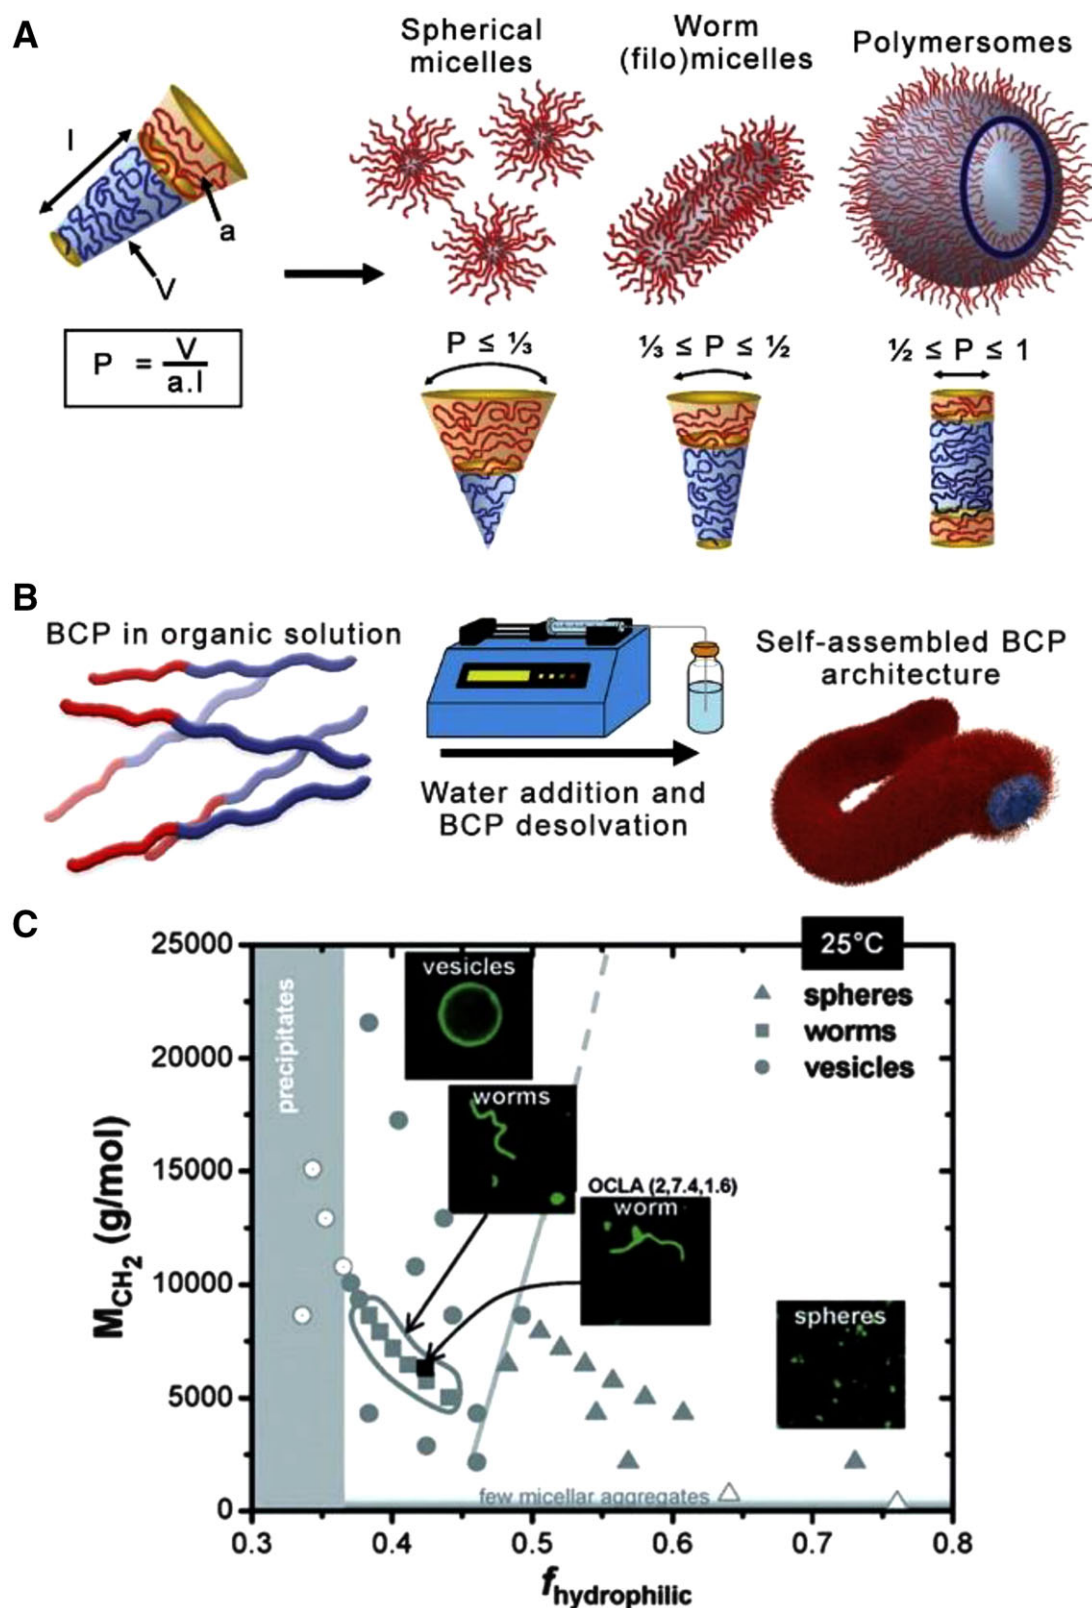 A
Spherical
micelles
Worm
(filo)micelles
Polymersomes
l
a
V
P = V
a.l
P ≤ ⅓
⅓ ≤ P ≤ ½
½ ≤ P ≤ 1
B
BCP in organic solution
Water addition and
BCP desolvation
Self-assembled BCP
architecture
C
25000
20000
15000
10000
5000
0
M_CH₂ (g/mol)
precipitates
vesicles
worms
OCLA (2,7.4,1.6)
worm
spheres
25°C
spheres
worms
vesicles
few micellar aggregates
0.3 0.4 0.5 0.6 0.7 0.8
f_hydrophilic